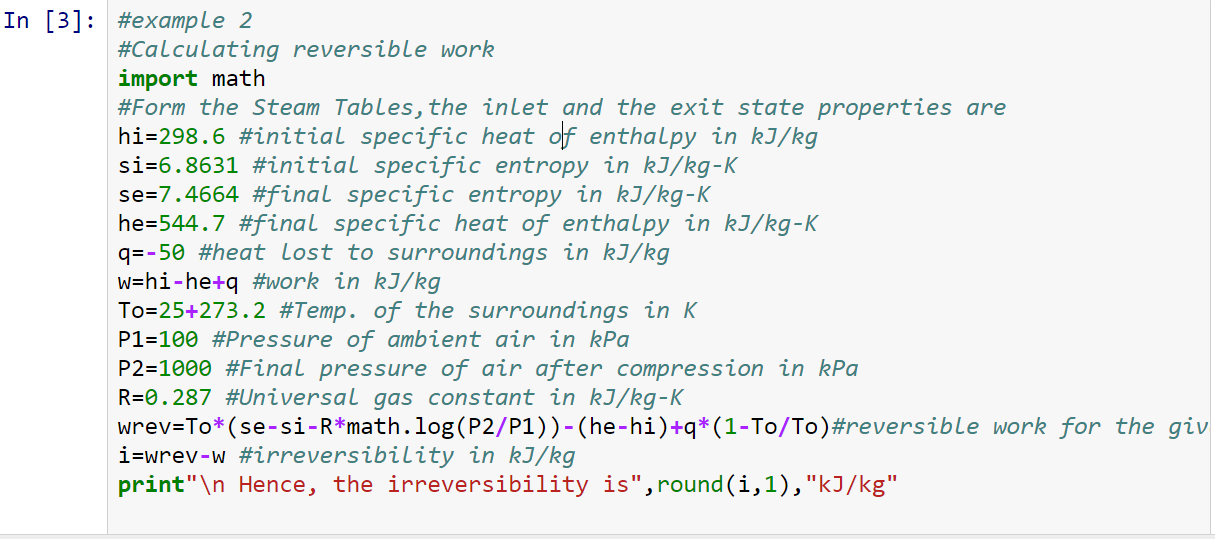 In [3]: #example 2
#Calculating reversible work
import math
#Form the Steam Tables,the inlet and the exit state properties are
hi=298.6 #initial specific heat of enthalpy in kJ/kg
si=6.8631 #initial specific entropy in kJ/kg-K
se=7.4664 #final specific entropy in kJ/kg-K
he=544.7 #final specific heat of enthalpy in kJ/kg-K
q=-50 #heat lost to surroundings in kJ/kg
w=hi-he+q #work in kJ/kg
To=25+273.2 #Temp. of the surroundings in K
P1=100 #Pressure of ambient air in kPa
P2=1000 #Final pressure of air after compression in kPa
R=0.287 #Universal gas constant in kJ/kg-K
wrev=To*(se-si-R*math.log(P2/P1))-(he-hi)+q*(1-To/To)#reversible work for the giv
i=wrev-w #irreversibility in kJ/kg
print"\n Hence, the irreversibility is",round(i,1),"kJ/kg"